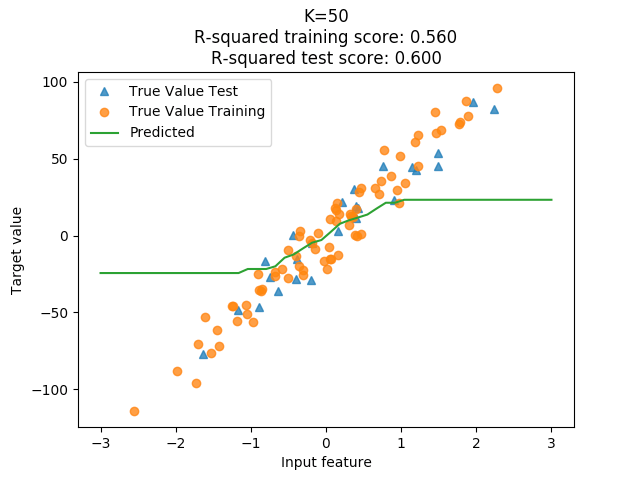 K=50
R-squared training score: 0.560
R-squared test score: 0.600
True Value Test
True Value Training
Predicted
100
50
0
−50
−100
Target value
−3
−2
−1
0
1
2
3
Input feature